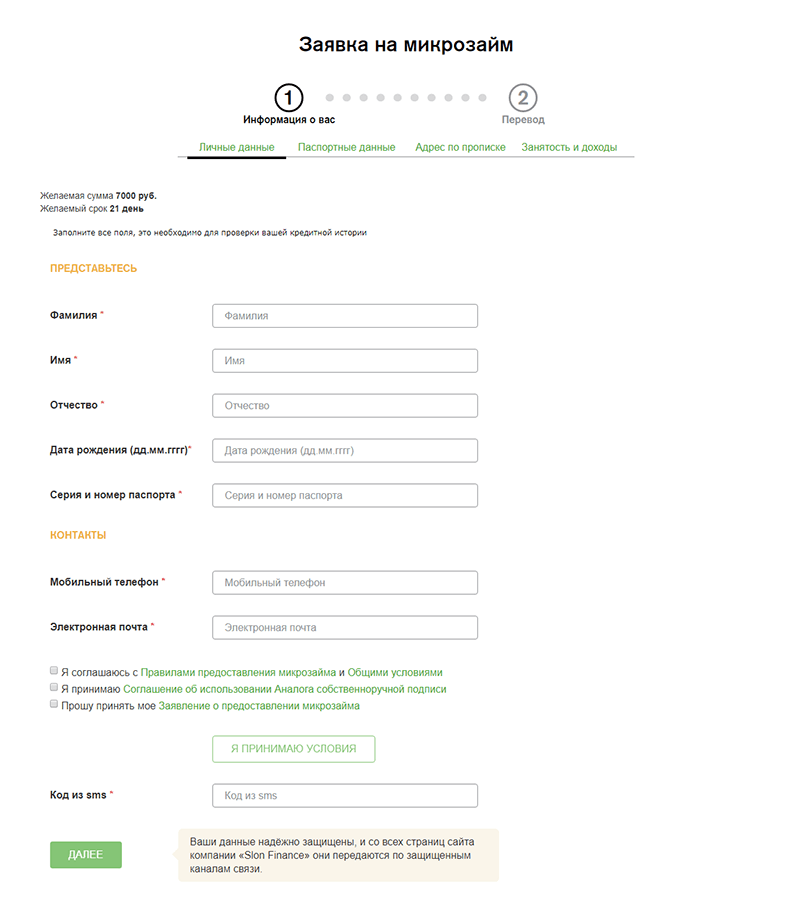 Заявка на микрозайм
1 2
Информация о вас Перевод
Личные данные Паспортные данные Адрес по прописке Занятость и доходы
Желаемая сумма 7000 руб.
Желаемый срок 21 день
Заполните все поля, это необходимо для проверки вашей кредитной истории
ПРЕДСТАВЬТЕСЬ
Фамилия * Фамилия
Имя * Имя
Отчество * Отчество
Дата рождения (дд.мм.гггг)* Дата рождения (дд.мм.гггг)
Серия и номер паспорта * Серия и номер паспорта
КОНТАКТЫ
Мобильный телефон * Мобильный телефон
Электронная почта * Электронная почта
Я соглашаюсь с Правилами предоставления микрозайма и Общими условиями
Я принимаю Соглашение об использовании Аналога собственноручной подписи
Прошу принять мое Заявление о предоставлении микрозайма
Я ПРИНИМАЮ УСЛОВИЯ
Код из sms * Код из sms
ДАЛЕЕ
Ваши данные надёжно защищены, и со всех страниц сайта
компании «Slon Finance» они передаются по защищенным
каналам связи.